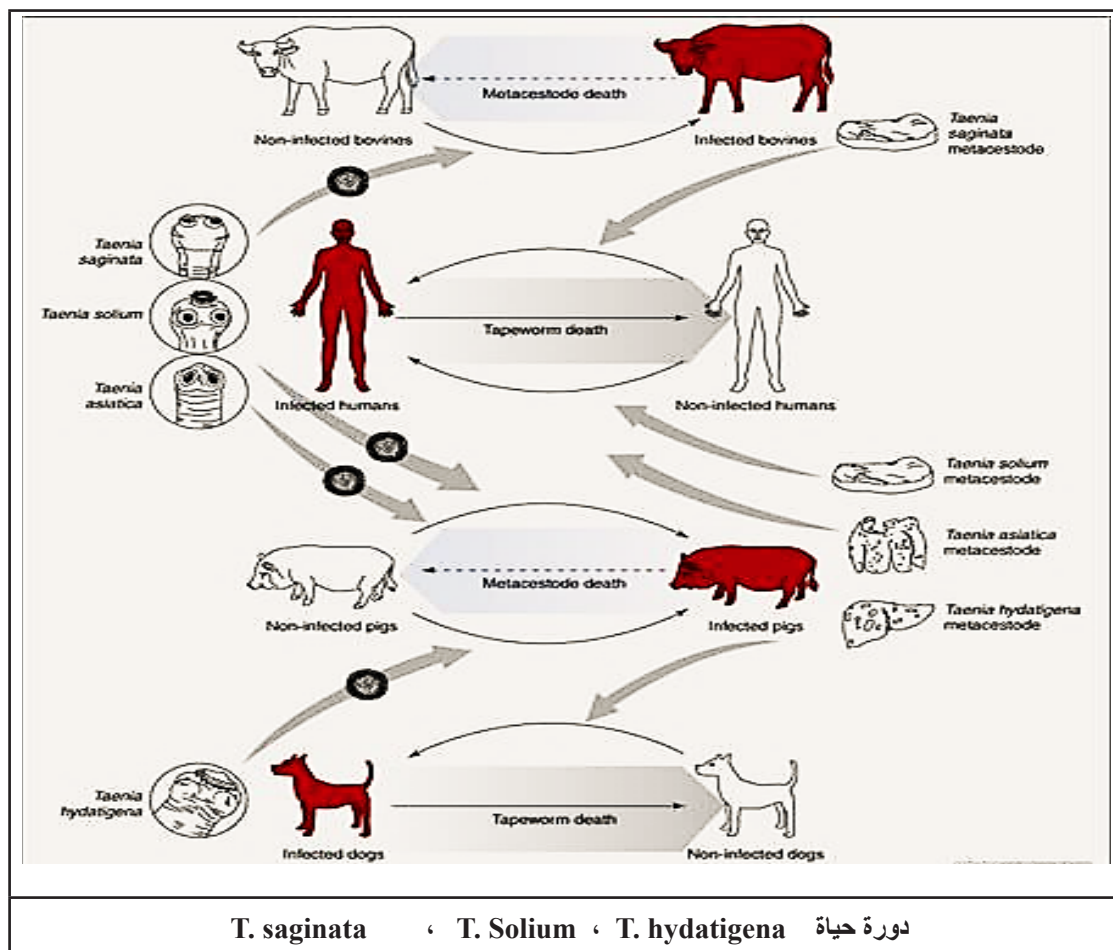 Metacestode death
Non-infected bovines
Infected bovines
Taenia
saginata
metacestode
Taenia
saginata
Taenia solium
Taenia
asiatica
Tapeworm death
Infected humans
Non-infected humans
Taenia solium
metacestode
Taenia asiatica
metacestode
Taenia hydatigena
metacestode
Metacestode death
Non-infected pigs
Infected pigs
Taenia
hydatigena
Tapeworm death
Infected dogs
Non-infected dogs
دورة حياة T. saginata ، T. Solium ، T. hydatigena